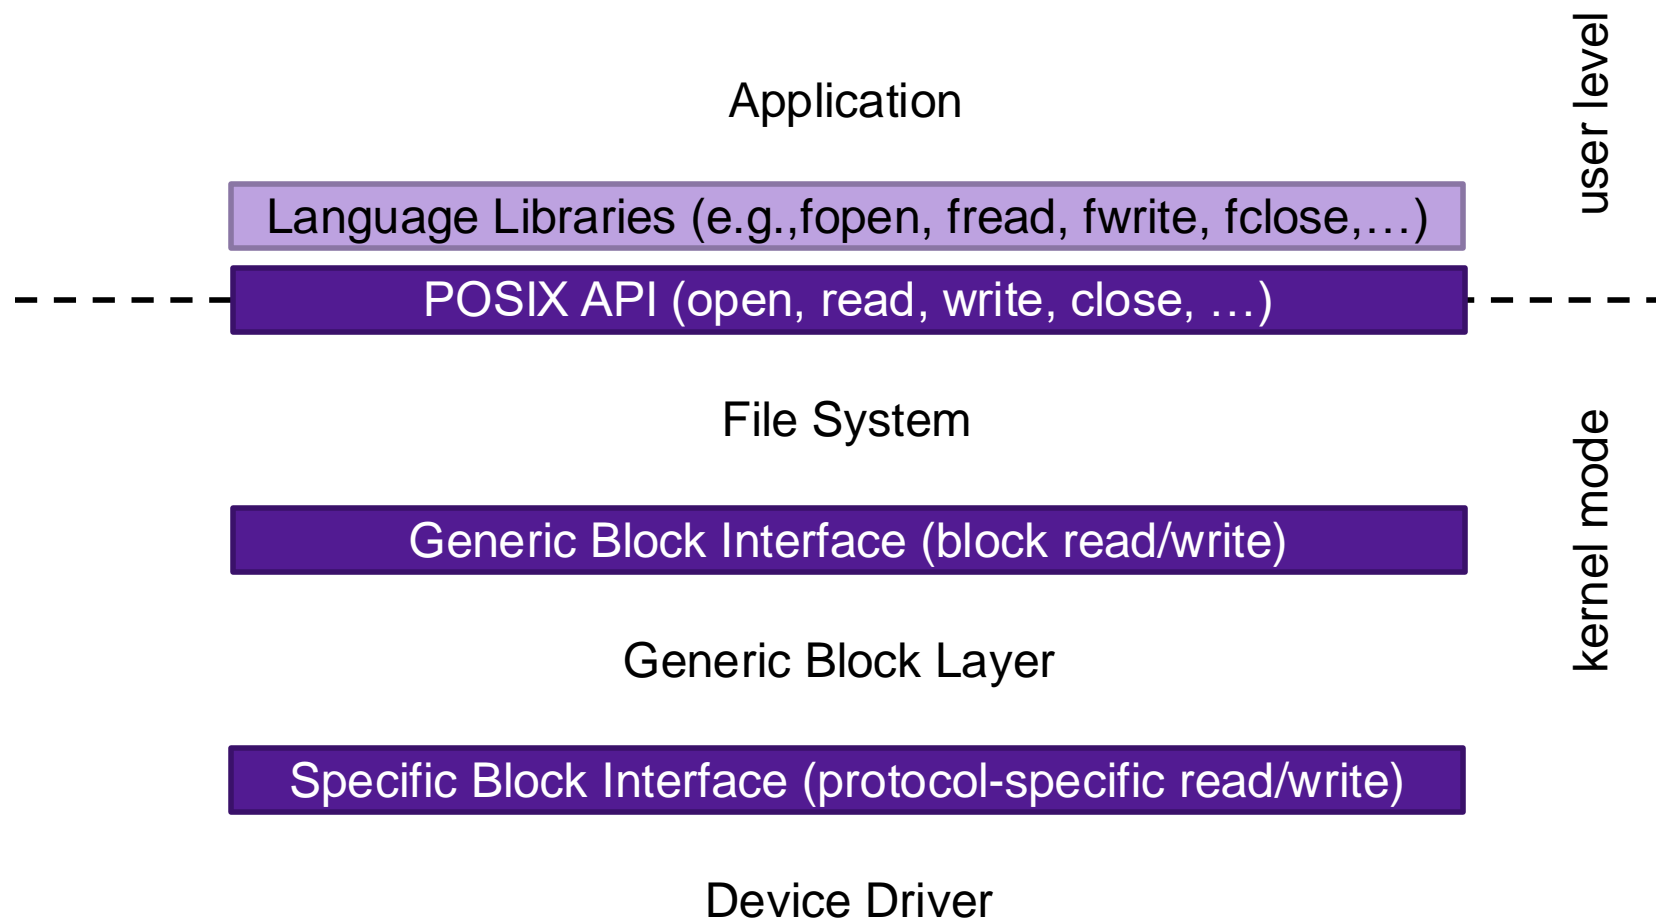 user level
Application
Language Libraries (e.g.,fopen, fread, fwrite, fclose,…)
POSIX API (open, read, write, close, …)
File System
kernel mode
Generic Block Interface (block read/write)
Generic Block Layer
Specific Block Interface (protocol-specific read/write)
Device Driver